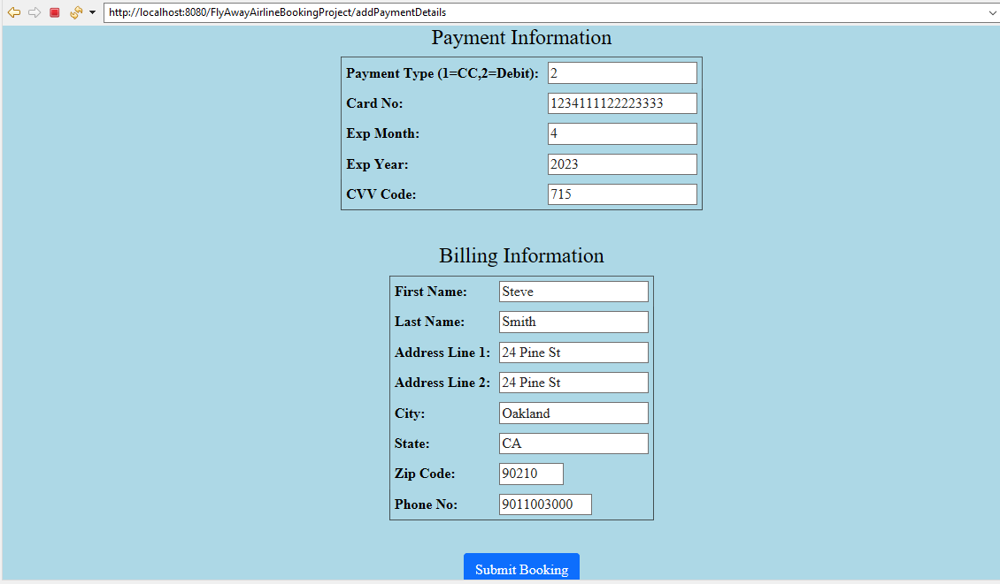 http://localhost:8080/FlyAwayAirlineBookingProject/addPaymentDetails
Payment Information
Payment Type (1=CC,2=Debit): 2
Card No: 1234111122223333
Exp Month: 4
Exp Year: 2023
CVV Code: 715
Billing Information
First Name: Steve
Last Name: Smith
Address Line 1: 24 Pine St
Address Line 2: 24 Pine St
City: Oakland
State: CA
Zip Code: 90210
Phone No: 9011003000
Submit Booking